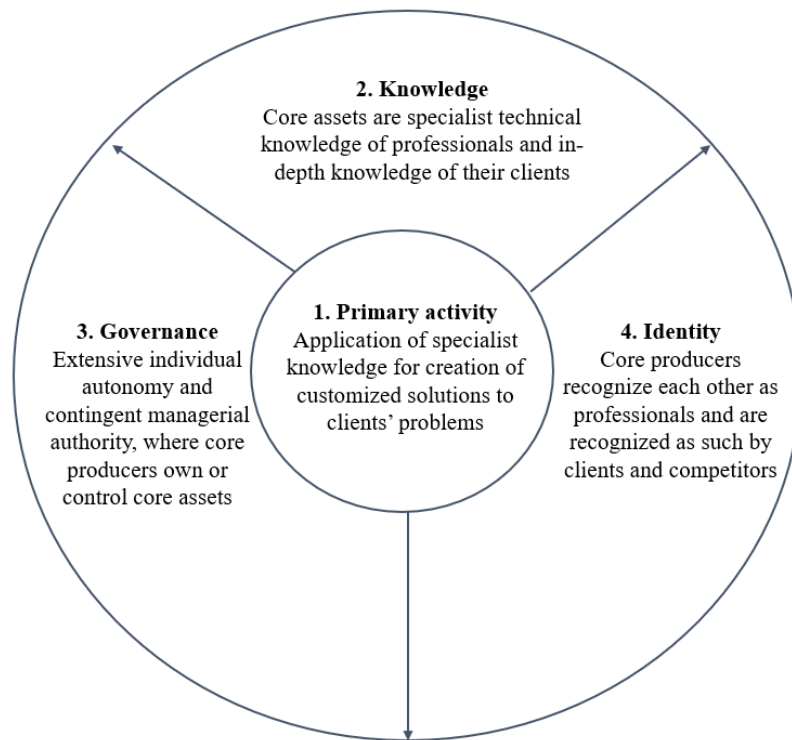 2. Knowledge
Core assets are specialist technical
knowledge of professionals and in-
depth knowledge of their clients
1. Primary activity
Application of specialist
knowledge for creation of
customized solutions to
clients’ problems
3. Governance
Extensive individual
autonomy and
contingent managerial
authority, where core
producers own or
control core assets
4. Identity
Core producers
recognize each other as
professionals and are
recognized as such by
clients and competitors